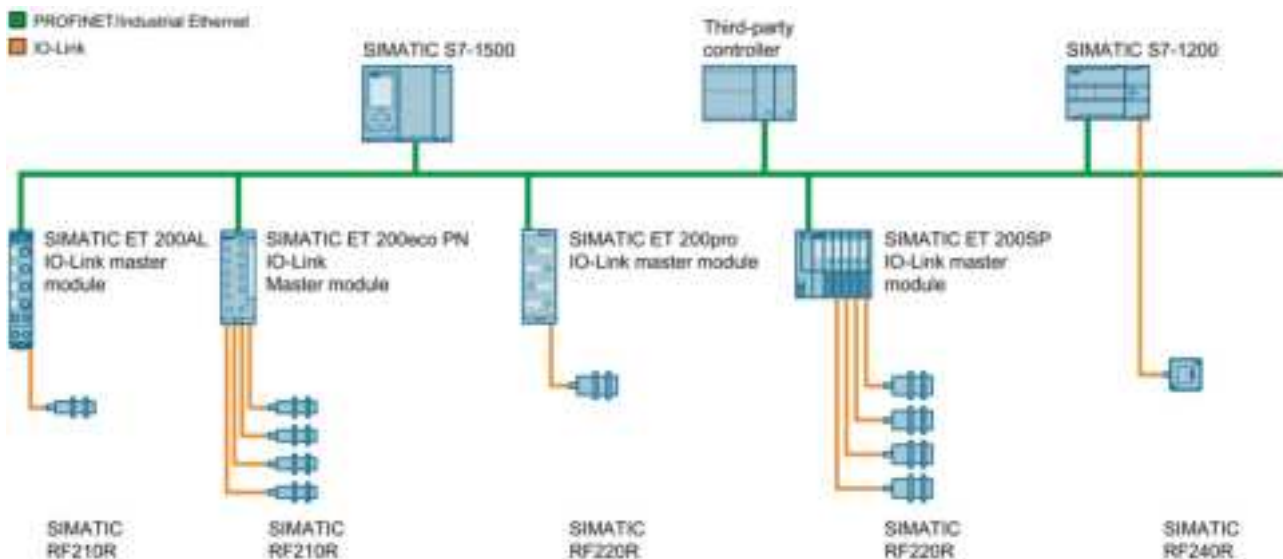 PROFINET/Industrial Ethernet
IO-Link
SIMATIC S7-1500
Third-party
controller
SIMATIC S7-1200
SIMATIC ET 200AL
IO-Link master
module
SIMATIC ET 200eco PN
IO-Link
Master module
SIMATIC ET 200pro
IO-Link master module
SIMATIC ET 200SP
IO-Link master
module
SIMATIC
RF210R
SIMATIC
RF210R
SIMATIC
RF220R
SIMATIC
RF220R
SIMATIC
RF240R